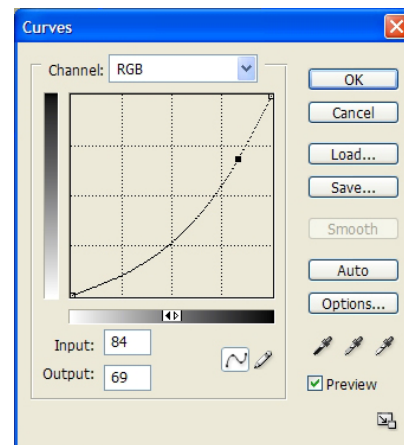 Curves
Channel: RGB
OK
Cancel
Load...
Save...
Smooth
Auto
Options...
Input: 84
Output: 69
Preview